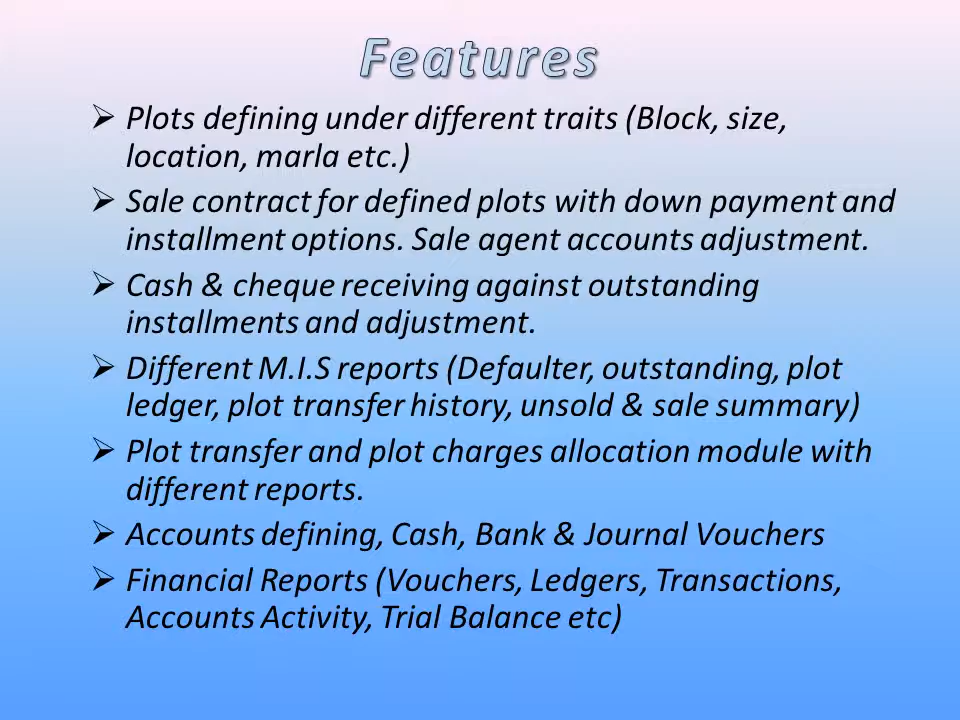 Features
➢ Plots defining under different traits (Block, size,
location, marla etc.)
➢ Sale contract for defined plots with down payment and
installment options. Sale agent accounts adjustment.
➢ Cash & cheque receiving against outstanding
installments and adjustment.
➢ Different M.I.S reports (Defaulter, outstanding, plot
ledger, plot transfer history, unsold & sale summary)
➢ Plot transfer and plot charges allocation module with
different reports.
➢ Accounts defining, Cash, Bank & Journal Vouchers
➢ Financial Reports (Vouchers, Ledgers, Transactions,
Accounts Activity, Trial Balance etc)